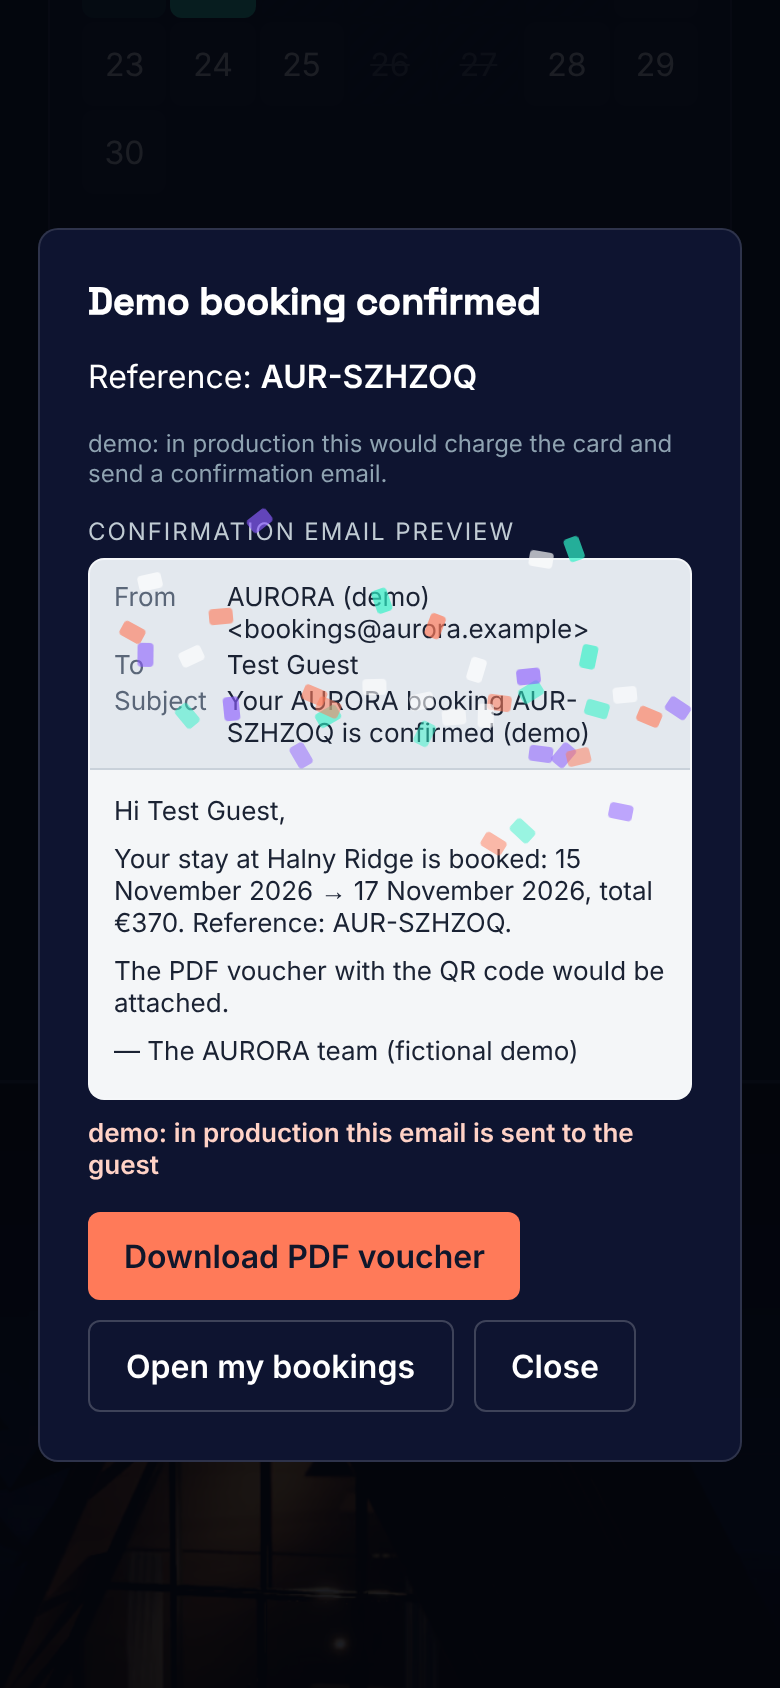 23 24 25 26 27 28 29
30
Demo booking confirmed
Reference: AUR-SZHZOQ
demo: in production this would charge the card and
send a confirmation email.
CONFIRMATION EMAIL PREVIEW
From AURORA (demo)
<bookings@aurora.example>
To Test Guest
Subject Your AURORA booking AUR-
SZHZOQ is confirmed (demo)
Hi Test Guest,
Your stay at Halny Ridge is booked: 15
November 2026 → 17 November 2026, total
€370. Reference: AUR-SZHZOQ.
The PDF voucher with the QR code would be
attached.
— The AURORA team (fictional demo)
demo: in production this email is sent to the
guest
Download PDF voucher
Open my bookings Close